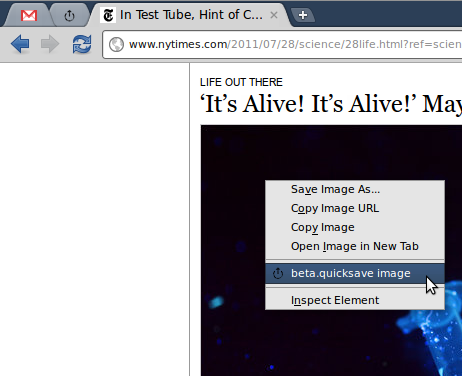 In Test Tube, Hint of C...
www.nytimes.com/2011/07/28/science/28life.html?ref=scien
LIFE OUT THERE
‘It’s Alive! It’s Alive!’ May
Save Image As...
Copy Image URL
Copy Image
Open Image in New Tab
beta.quicksave image
Inspect Element